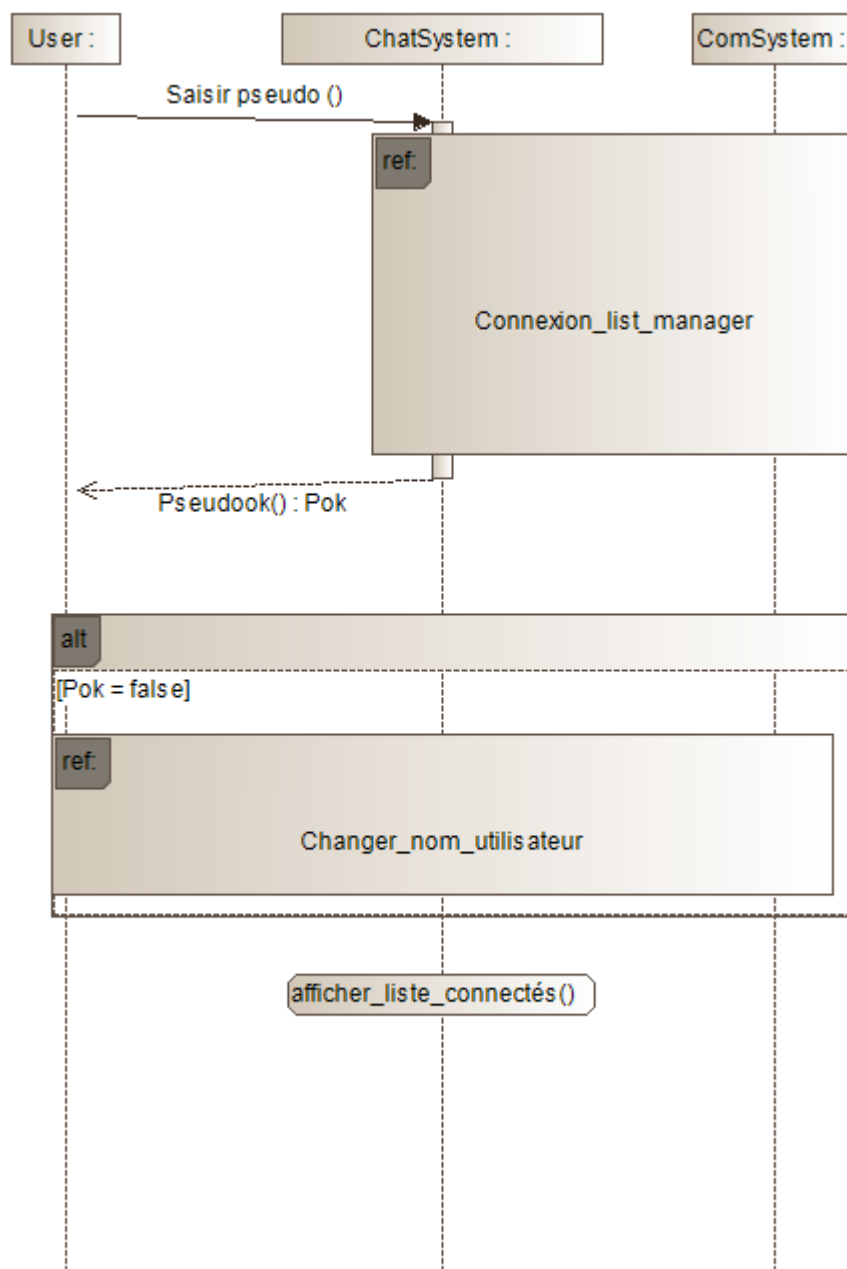 User :
ChatSystem :
ComSystem :
Saisir pseudo ()
ref:
Connexion_list_manager
Pseudook() : Pok
alt
[Pok = false]
ref:
Changer_nom_utilisateur
afficher_liste_connectés()